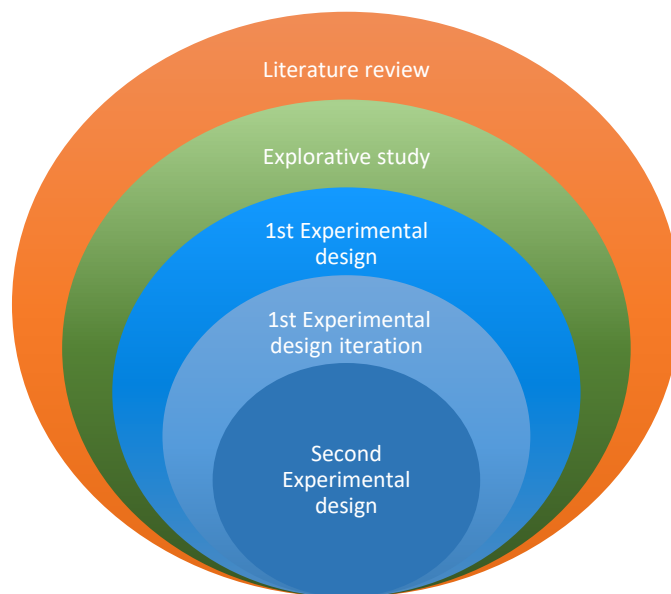 Literature review
Explorative study
1st Experimental
design
1st Experimental
design iteration
Second
Experimental
design